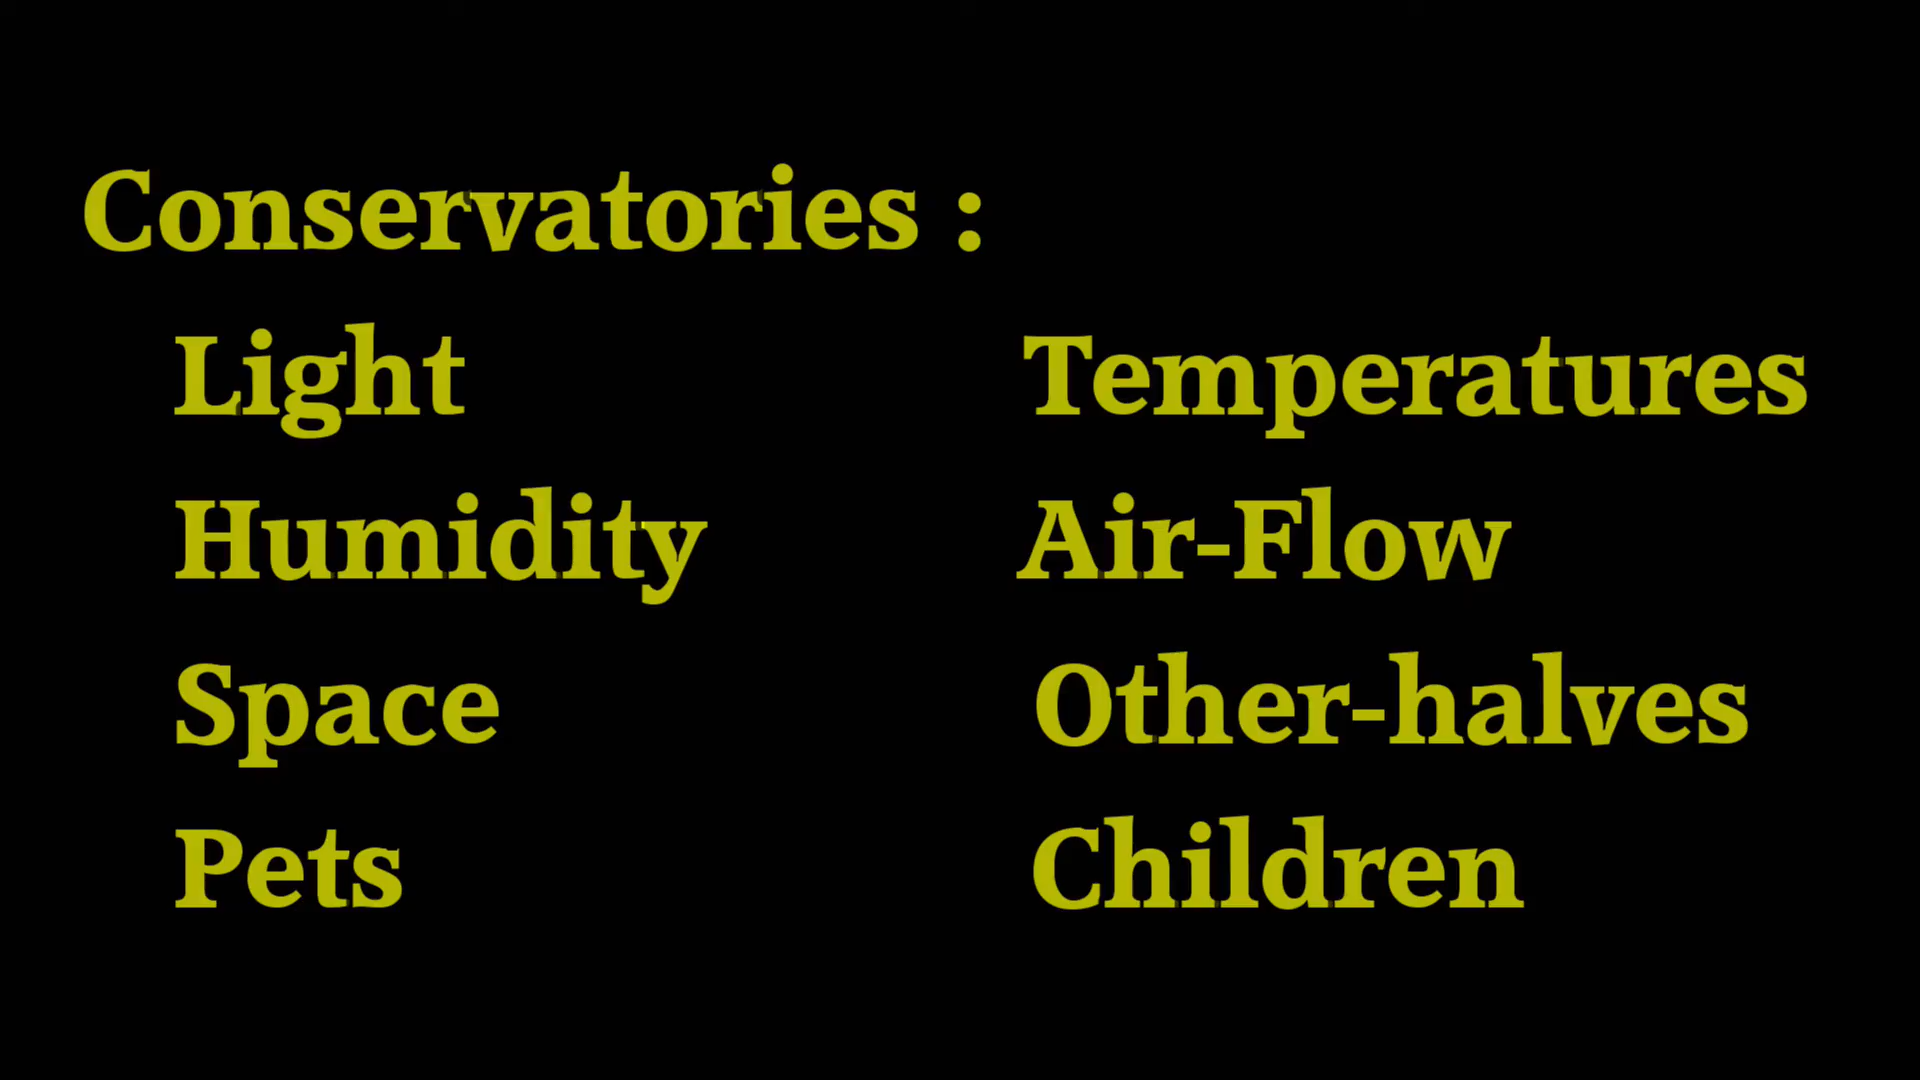 Conservatories :
Light Temperatures
Humidity Air-Flow
Space Other-halves
Pets Children